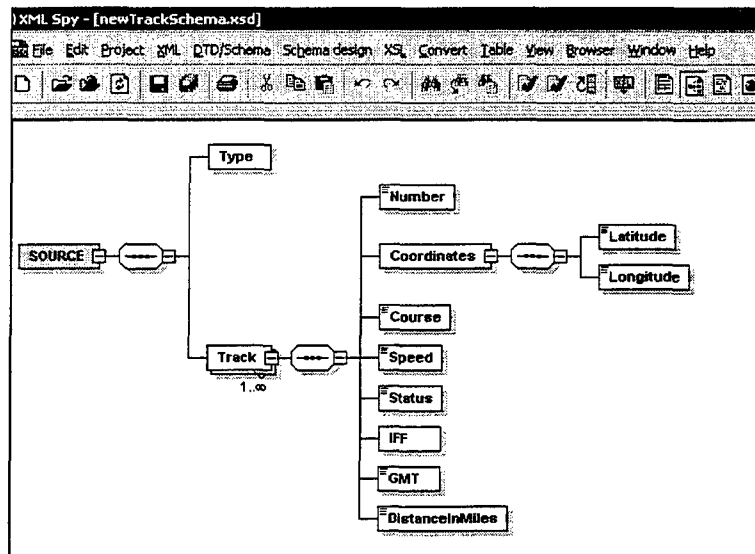 XML Spy - [newTrackSchema.xsd]
File Edit Project XML DTD/Schema Schema design XSL Convert Table View Browser Window Help
Type
Number
SOURCE
Coordinates
Latitude
Longitude
Course
Track
1..∞
Speed
Status
IFF
GMT
DistanceInMiles